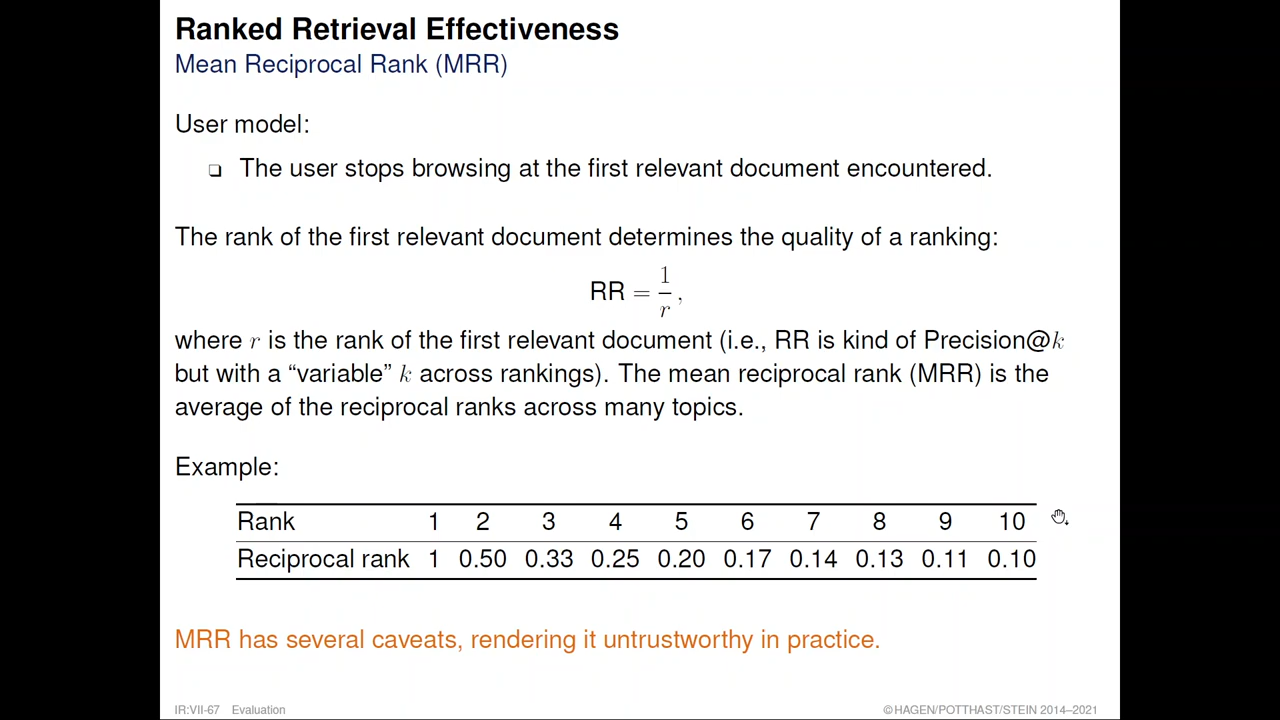 Ranked Retrieval Effectiveness
Mean Reciprocal Rank (MRR)
User model:
❏ The user stops browsing at the first relevant document encountered.
The rank of the first relevant document determines the quality of a ranking:
RR = 1/r ,
where r is the rank of the first relevant document (i.e., RR is kind of Precision@k
but with a “variable” k across rankings). The mean reciprocal rank (MRR) is the
average of the reciprocal ranks across many topics.
Example:
Rank 1 2 3 4 5 6 7 8 9 10
Reciprocal rank 1 0.50 0.33 0.25 0.20 0.17 0.14 0.13 0.11 0.10
MRR has several caveats, rendering it untrustworthy in practice.
IR:VII-67 Evaluation ©HAGEN/POTTHAST/STEIN 2014–2021